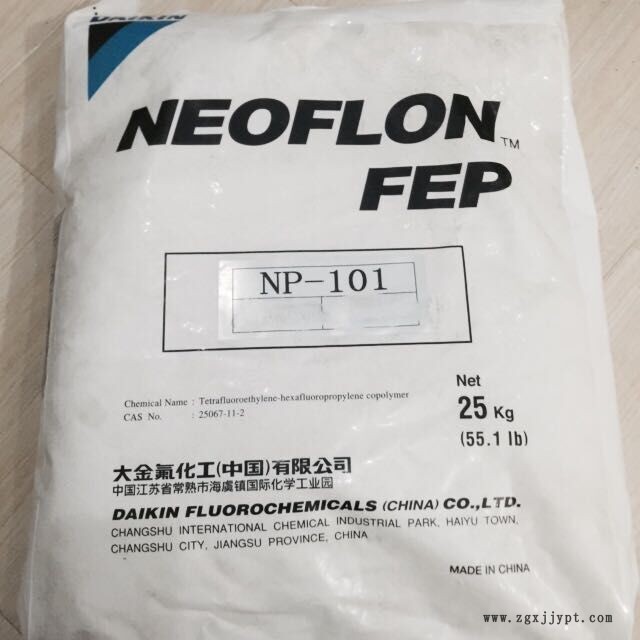 DAIKIN
NEOFLON™
FEP
NP-101
Chemical Name : Tetrafluoroethylene-hexafluoropropylene copolymer
CAS No. : 25067-11-2
Net
25 Kg
(55.1 lb)
大金氟化工(中国)有限公司
中国江苏省常熟市海虞镇国际化学工业园
DAIKIN FLUOROCHEMICALS (CHINA) CO.,LTD.
CHANGSHU INTERNATIONAL CHEMICAL INDUSTRIAL PARK, HAIYU TOWN,
CHANGSHU CITY, JIANGSU PROVINCE, CHINA
MADE IN CHINA
www.zgxjjypt.com